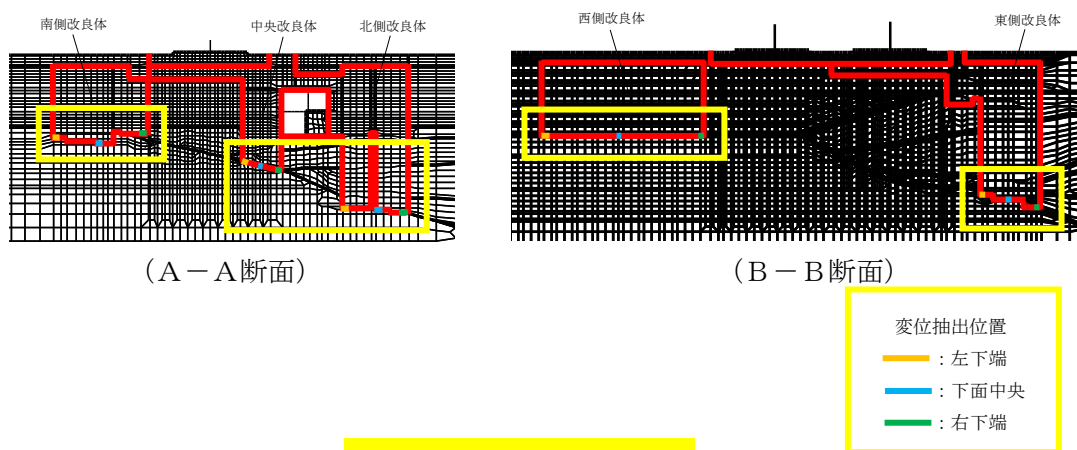 南側改良体
中央改良体
北側改良体
西側改良体
東側改良体
（Ａ－Ａ断面）
（Ｂ－Ｂ断面）
変位抽出位置
：左下端
：下面中央
：右下端